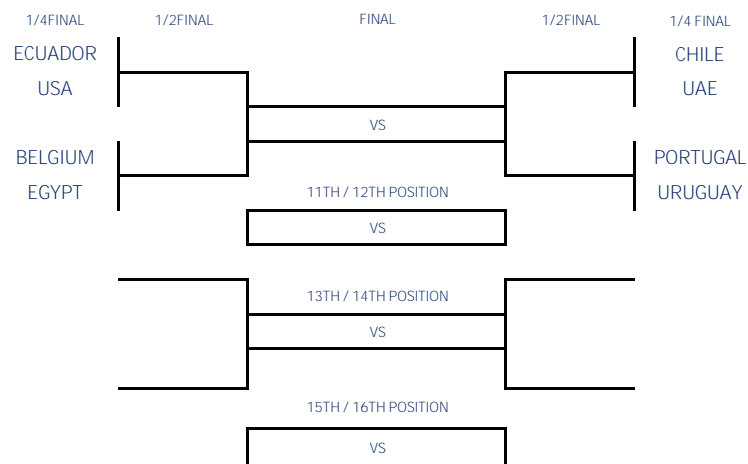 1/4FINAL 1/2FINAL FINAL 1/2FINAL 1/4 FINAL
ECUADOR CHILE
USA UAE
VS
BELGIUM PORTUGAL
EGYPT 11TH / 12TH POSITION URUGUAY
VS
13TH / 14TH POSITION
VS
15TH / 16TH POSITION
VS